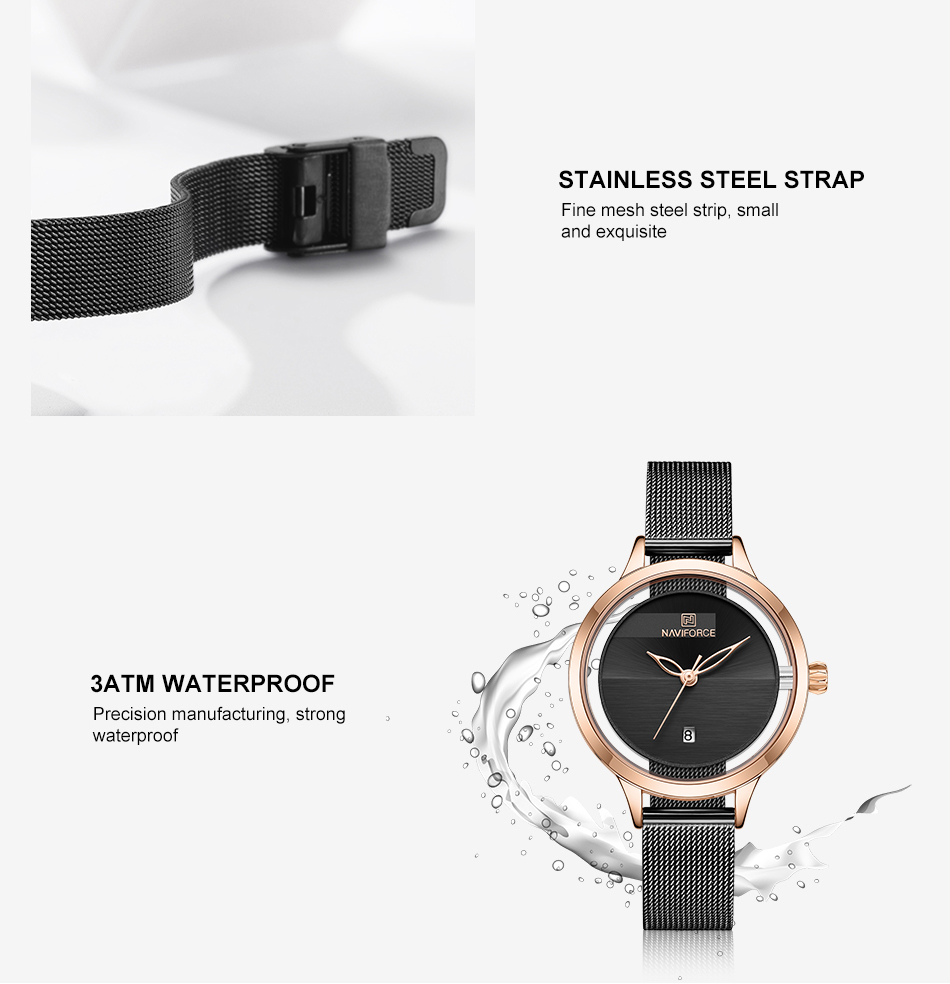 STAINLESS STEEL STRAP
Fine mesh steel strip, small
and exquisite
NAVIFORCE
8
3ATM WATERPROOF
Precision manufacturing, strong
waterproof